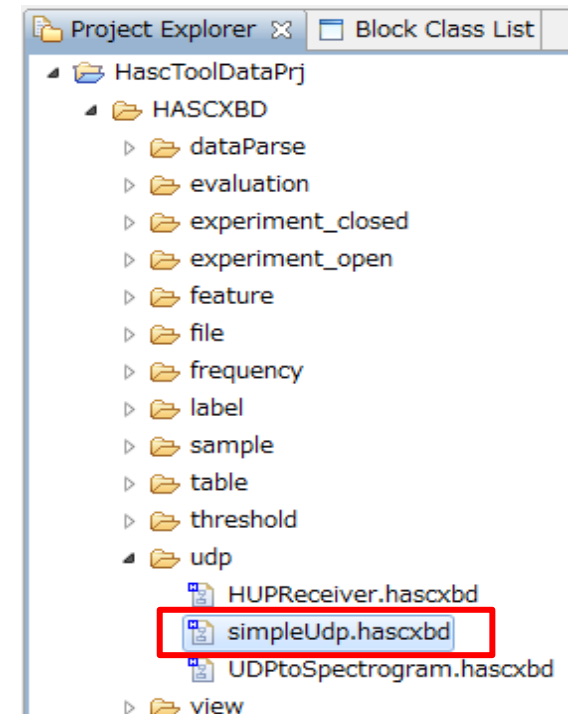 Project Explorer Block Class List
HascToolDataPrj
HASCXBD
dataParse
evaluation
experiment_closed
experiment_open
feature
file
frequency
label
sample
table
threshold
udp
HUPReceiver.hascxbd
simpleUdp.hascxbd
UDPtoSpectrogram.hascxbd
view